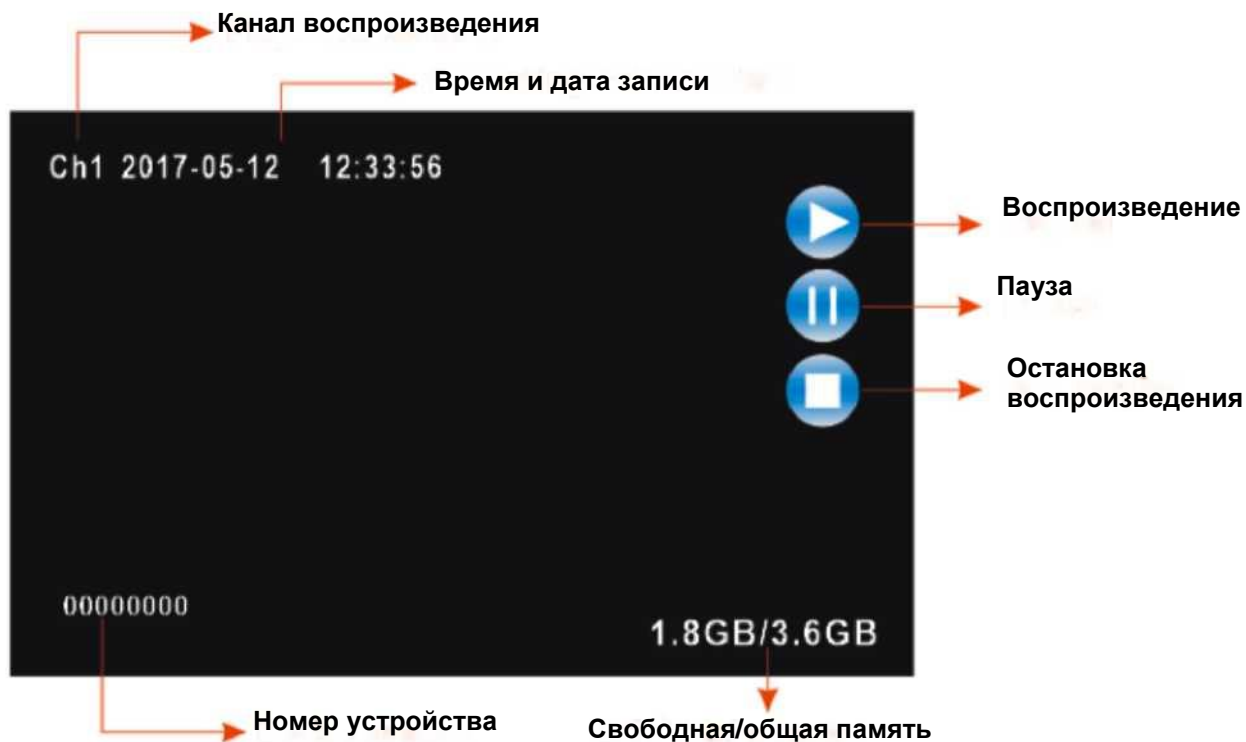 Канал воспроизведения
Время и дата записи
Ch1 2017-05-12 12:33:56
Воспроизведение
Пауза
Остановка
воспроизведения
00000000
1.8GB/3.6GB
Номер устройства
Свободная/общая память